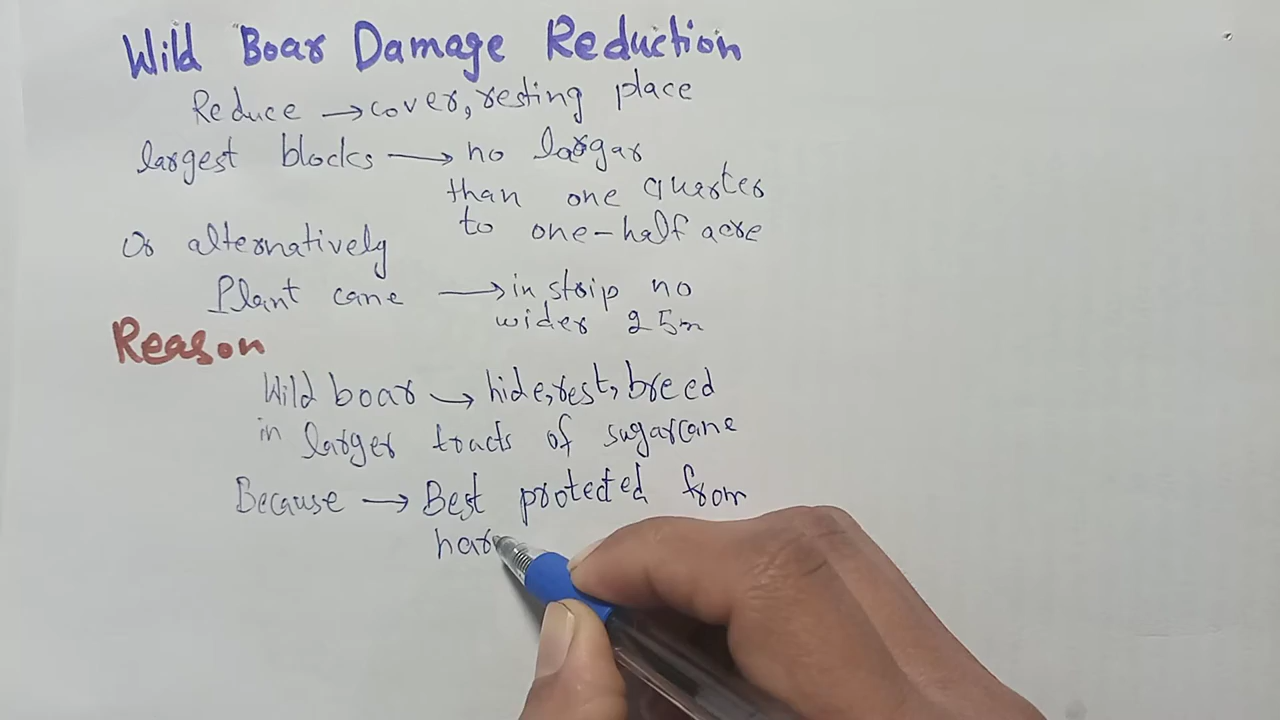 Wild Boar Damage Reduction
Reduce → cover, resting place
largest blocks → no largar
than one quarter
to one-half acre
Or alternatively
Plant cane → in strip no
wider 25m
Reason
Wild boar → hide, rest, breed
in larger tracts of sugarcane
Because → Best protected from
har